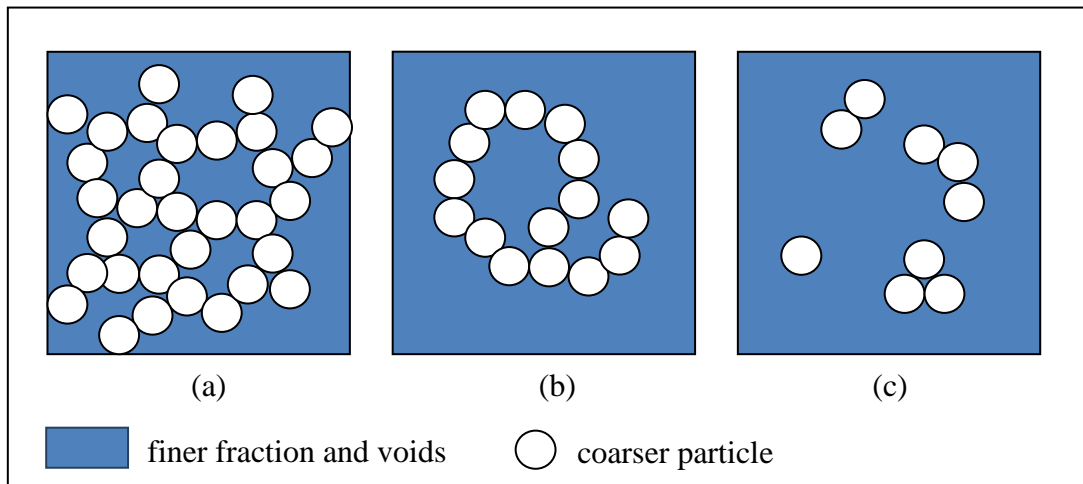 (a) (b) (c)
finer fraction and voids coarser particle